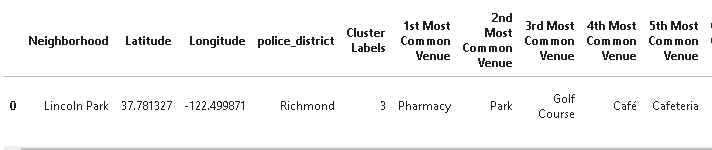 Neighborhood Latitude Longitude police_district Cluster Labels 1st Most Common Venue 2nd Most Common Venue 3rd Most Common Venue 4th Most Common Venue 5th Most Common Venue
0 Lincoln Park 37.781327 -122.499871 Richmond 3 Pharmacy Park Golf Course Café Cafeteria